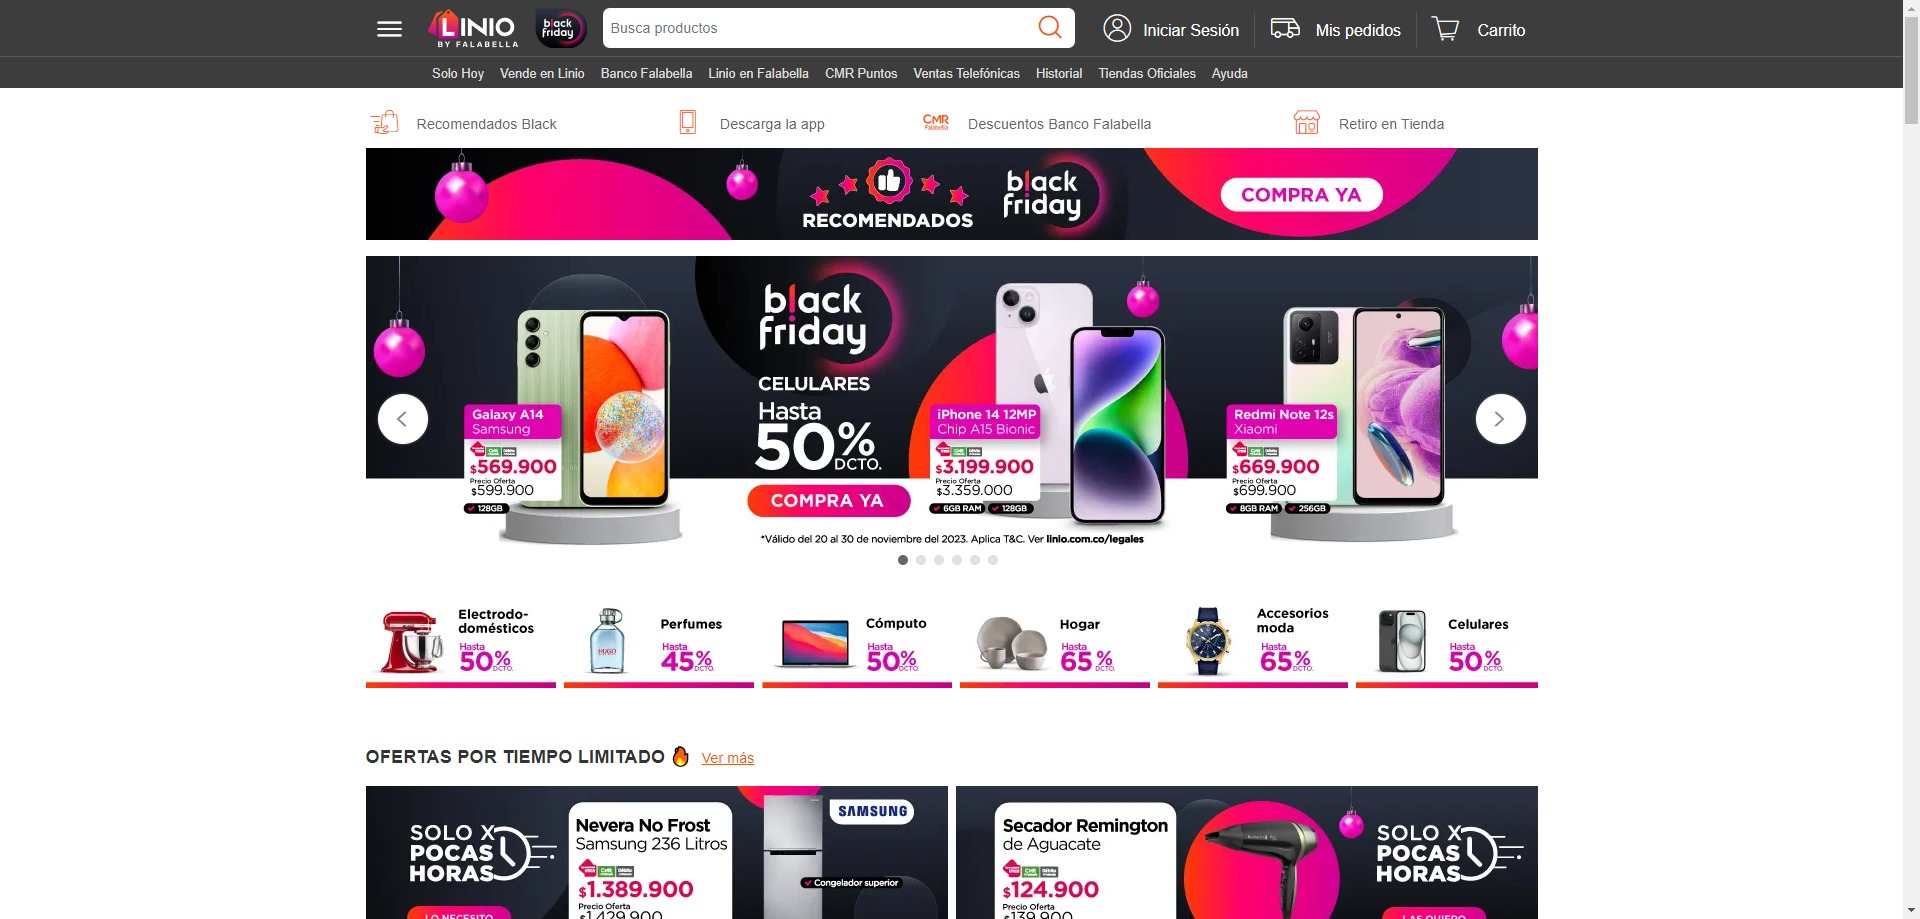 LINIO
BY FALABELLA
black
friday
Busca productos
Iniciar Sesión
Mis pedidos
Carrito
Solo Hoy
Vende en Linio
Banco Falabella
Linio en Falabella
CMR Puntos
Ventas Telefónicas
Historial
Tiendas Oficiales
Ayuda
Recomendados Black
Descarga la app
CMR
Falabella
Descuentos Banco Falabella
Retiro en Tienda
RECOMENDADOS
black
friday
COMPRA YA
black
friday
CELULARES
Hasta
50%
DCTO.
COMPRA YA
Galaxy A14
Samsung
$569.900
Precio Oferta
$599.900
128GB
iPhone 14 12MP
Chip A15 Bionic
$3.199.900
Precio Oferta
$3.359.000
6GB RAM
128GB
Redmi Note 12s
Xiaomi
$669.900
Precio Oferta
$699.900
8GB RAM
256GB
*Válido del 20 al 30 de noviembre del 2023. Aplica T&C. Ver linio.com.co/legales
Electrodo-
domésticos
Hasta
50%
DCTO.
HUGO
Perfumes
Hasta
45%
DCTO.
Cómputo
Hasta
50%
DCTO.
Hogar
Hasta
65%
DCTO.
Accesorios
moda
Hasta
65%
DCTO.
Celulares
Hasta
50%
DCTO.
OFERTAS POR TIEMPO LIMITADO
Ver más
SOLO X
POCAS
HORAS
LO NECESITO
Nevera No Frost
Samsung 236 Litros
CMR
Débito
$1.389.900
Precio Oferta
$1.429.900
SAMSUNG
Congelador superior
Secador Remington
de Aguacate
CMR
Débito
$124.900
Precio Oferta
$139.900
SOLO X
POCAS
HORAS
LAS QUIERO